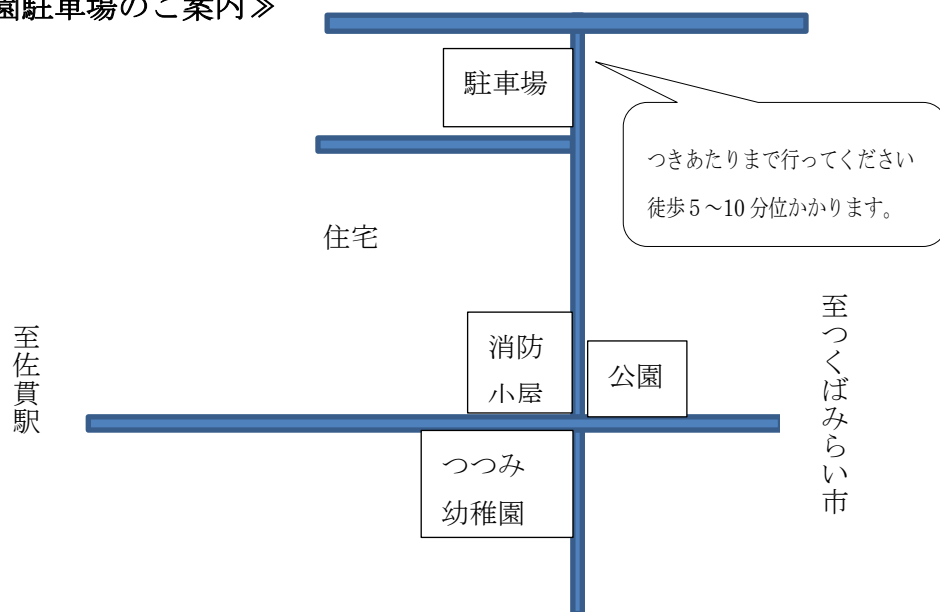 園駐車場のご案内≫
駐車場
つきあたりまで行ってください
徒歩5～10分位かかります。
住宅
至つくばみらい市
至佐貫駅
消防
小屋
公園
つつみ
幼稚園